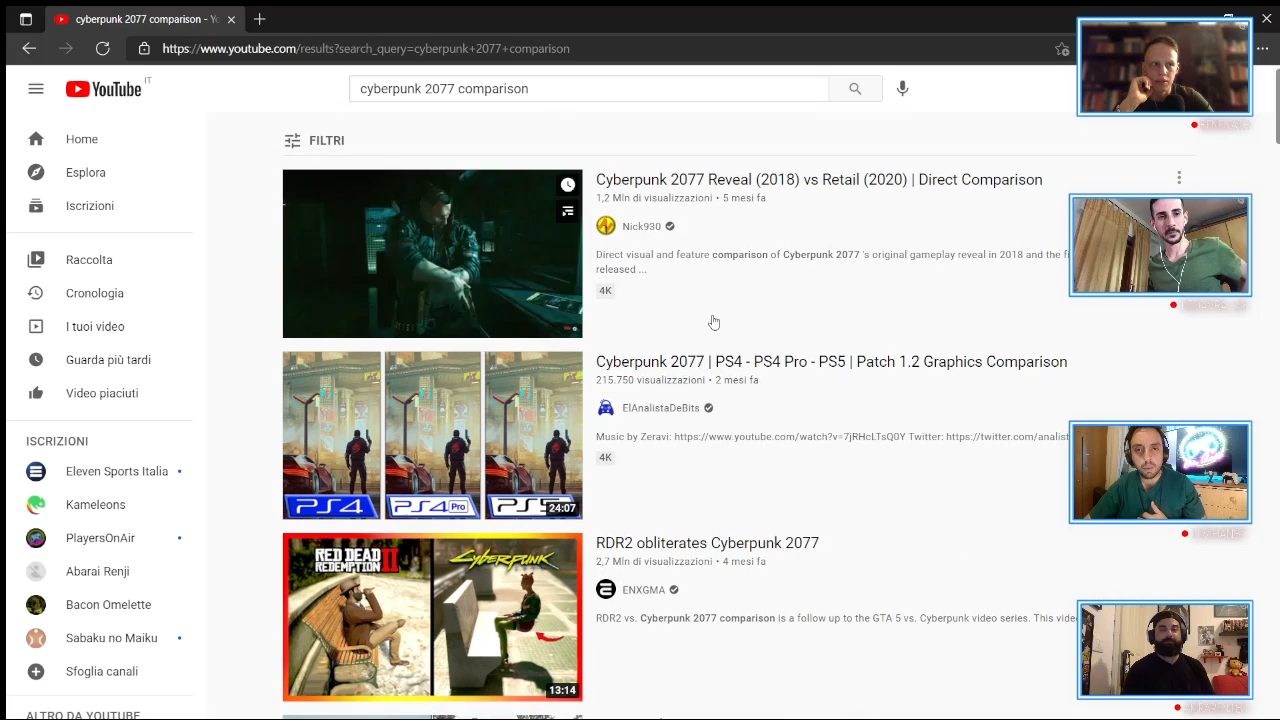 cyberpunk 2077 comparison - Yo
https://www.youtube.com/results?search_query=cyberpunk+2077+comparison
YouTube IT
cyberpunk 2077 comparison
Home
Esplora
Iscrizioni
Raccolta
Cronologia
I tuoi video
Guarda più tardi
Video piaciuti
ISCRIZIONI
Eleven Sports Italia
Kameleons
PlayersOnAir
Abarai Renji
Bacon Omelette
Sabaku no Maiku
Sfoglia canali
ALTRO DA YOUTUBE
FILTRI
Cyberpunk 2077 Reveal (2018) vs Retail (2020) | Direct Comparison
1,2 Mln di visualizzazioni • 5 mesi fa
Nick930
Direct visual and feature comparison of Cyberpunk 2077 's original gameplay reveal in 2018 and the fi
released ...
4K
PS4
PS4 Pro
PS5
24:07
Cyberpunk 2077 | PS4 - PS4 Pro - PS5 | Patch 1.2 Graphics Comparison
215.750 visualizzazioni • 2 mesi fa
ElAnalistaDeBits
Music by Zeravi: https://www.youtube.com/watch?v=7jRHcLTsQ0Y Twitter: https://twitter.com/analist
4K
RED DEAD
REDEMPTION II
CYBERPUNK
13:14
RDR2 obliterates Cyberpunk 2077
2,7 Mln di visualizzazioni • 4 mesi fa
ENXGMA
RDR2 vs. Cyberpunk 2077 comparison is a follow up to the GTA 5 vs. Cyberpunk video series. This vide